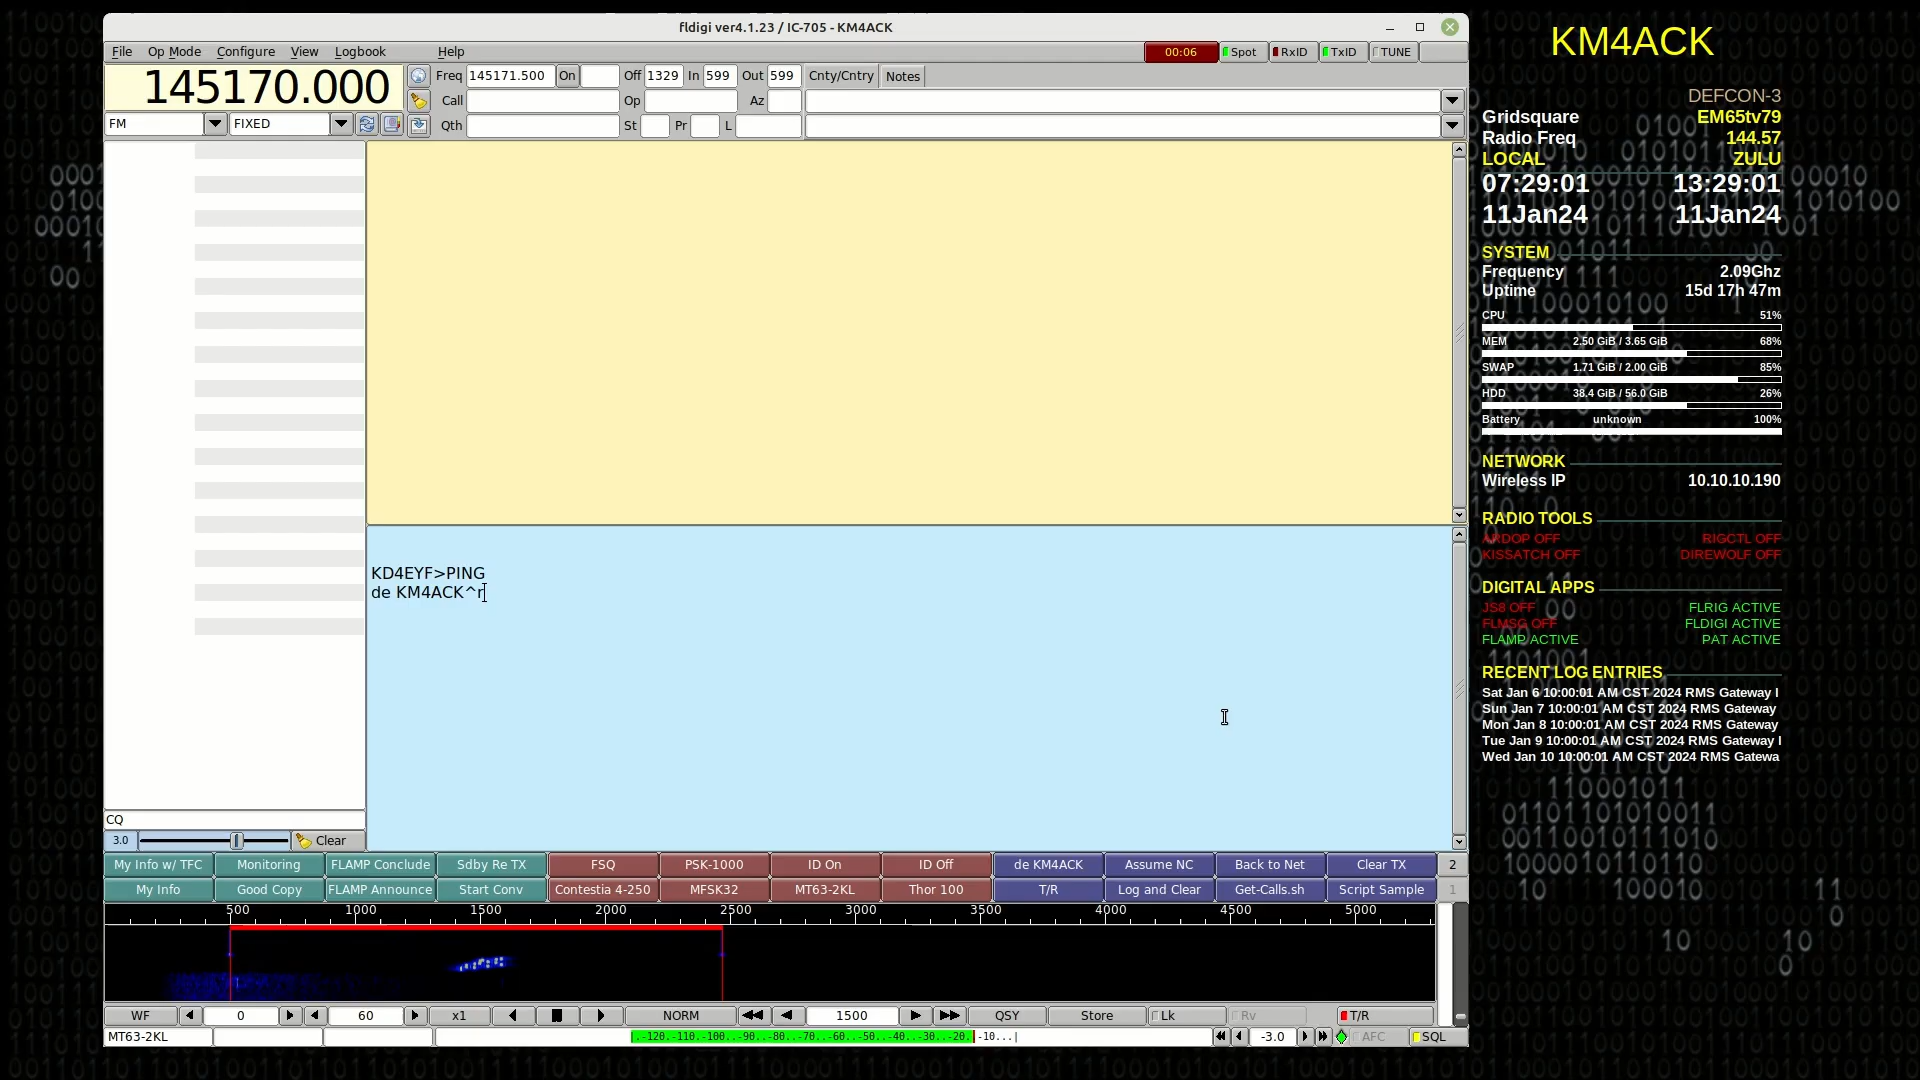 fldigi ver4.1.23 / IC-705 - KM4ACK
File Op Mode Configure View Logbook Help
00:06 Spot RxID TxID TUNE
145170.000
Freq 145171.500 On Off 1329 In 599 Out 599 Cnty/Cntry Notes
Call Op Az
FM FIXED Qth St Pr L
KD4EYF>PING
de KM4ACK^r
CQ
3.0 Clear
My Info w/ TFC Monitoring FLAMP Conclude Sdby Re TX FSQ PSK-1000 ID On ID Off de KM4ACK Assume NC Back to Net Clear TX 2
My Info Good Copy FLAMP Announce Start Conv Contestia 4-250 MFSK32 MT63-2KL Thor 100 T/R Log and Clear Get-Calls.sh Script Sample 1
500 1000 1500 2000 2500 3000 3500 4000 4500 5000
WF 0 60 x1 NORM 1500 QSY Store Lk Rv T/R
MT63-2KL .-120.-110.-100..-90..-80..-70..-60..-50..-40..-30..-20.-10...| -3.0 AFC SQL
KM4ACK
DEFCON-3
Gridsquare EM65tv79
Radio Freq 144.57
LOCAL ZULU
07:29:01 13:29:01
11Jan24 11Jan24
SYSTEM
Frequency 2.09Ghz
Uptime 15d 17h 47m
CPU 51%
MEM 2.50 GiB / 3.65 GiB 68%
SWAP 1.71 GiB / 2.00 GiB 85%
HDD 38.4 GiB / 56.0 GiB 26%
Battery unknown 100%
NETWORK
Wireless IP 10.10.10.190
RADIO TOOLS
ARDOP OFF RIGCTL OFF
KISSATCH OFF DIREWOLF OFF
DIGITAL APPS
JS8 OFF FLRIG ACTIVE
FLMSG OFF FLDIGI ACTIVE
FLAMP ACTIVE PAT ACTIVE
RECENT LOG ENTRIES
Sat Jan 6 10:00:01 AM CST 2024 RMS Gateway I
Sun Jan 7 10:00:01 AM CST 2024 RMS Gateway
Mon Jan 8 10:00:01 AM CST 2024 RMS Gateway
Tue Jan 9 10:00:01 AM CST 2024 RMS Gateway I
Wed Jan 10 10:00:01 AM CST 2024 RMS Gatewa